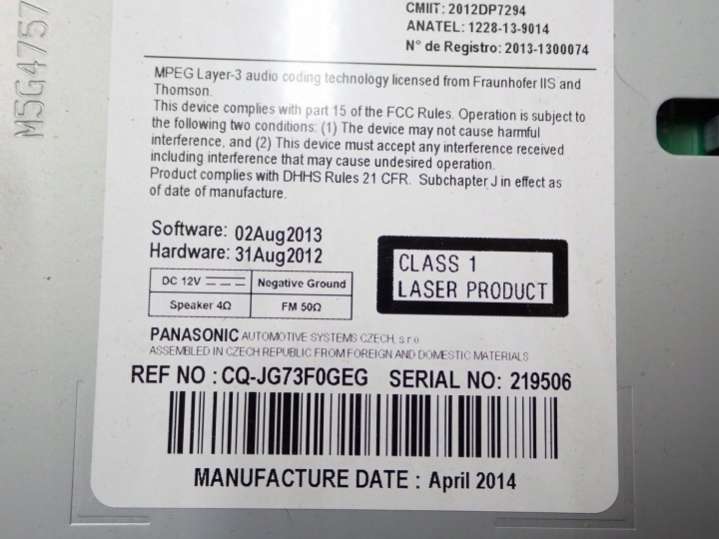 CMIIT: 2012DP7294
ANATEL: 1228-13-9014
N° de Registro: 2013-1300074
M5G4757
MPEG Layer-3 audio coding technology licensed from Fraunhofer IIS and
Thomson.
This device complies with part 15 of the FCC Rules. Operation is subject to
the following two conditions: (1) The device may not cause harmful
interference, and (2) This device must accept any interference received
including interference that may cause undesired operation.
Product complies with DHHS Rules 21 CFR. Subchapter J in effect as
of date of manufacture.
Software: 02Aug2013
Hardware: 31Aug2012
DC 12V Negative Ground
Speaker 4Ω FM 50Ω
CLASS 1
LASER PRODUCT
PANASONIC AUTOMOTIVE SYSTEMS CZECH, s.r.o
ASSEMBLED IN CZECH REPUBLIC FROM FOREIGN AND DOMESTIC MATERIALS
REF NO : CQ-JG73F0GEG SERIAL NO: 219506
MANUFACTURE DATE : April 2014